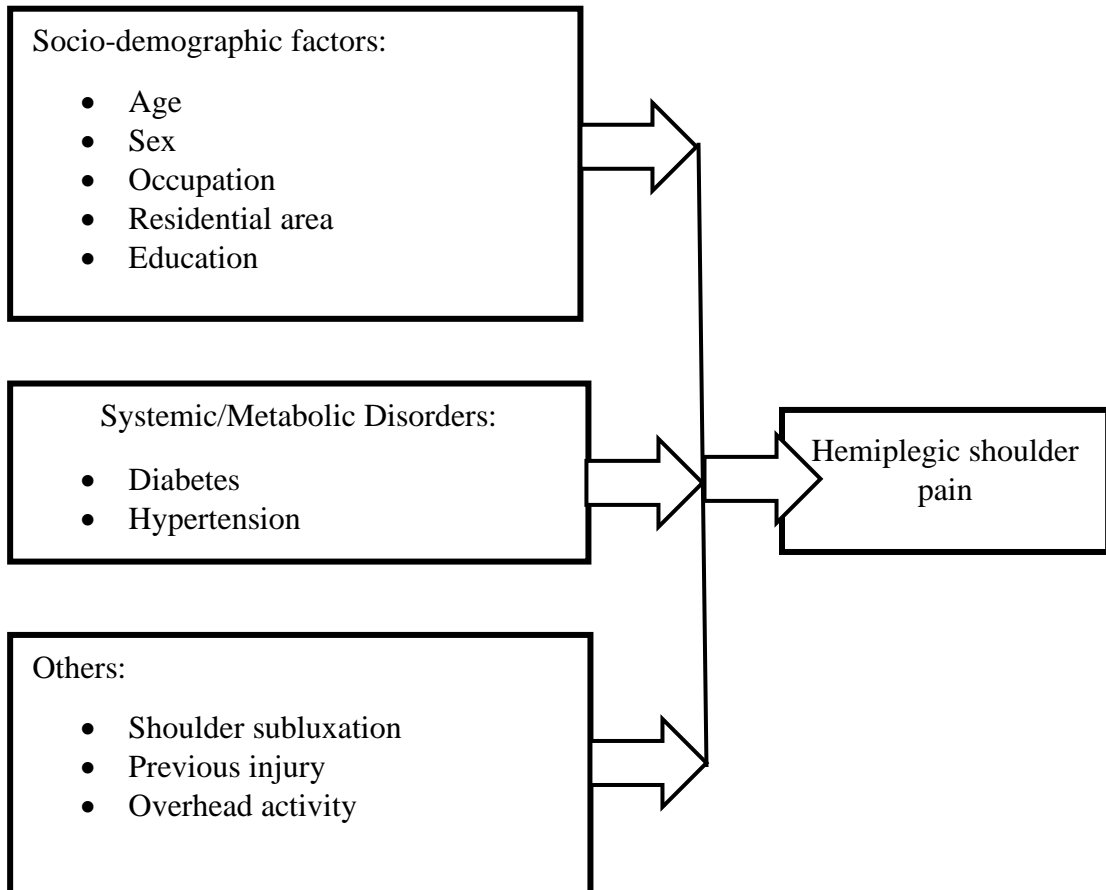 Socio-demographic factors:
• Age
• Sex
• Occupation
• Residential area
• Education
Systemic/Metabolic Disorders:
• Diabetes
• Hypertension
Hemiplegic shoulder
pain
Others:
• Shoulder subluxation
• Previous injury
• Overhead activity